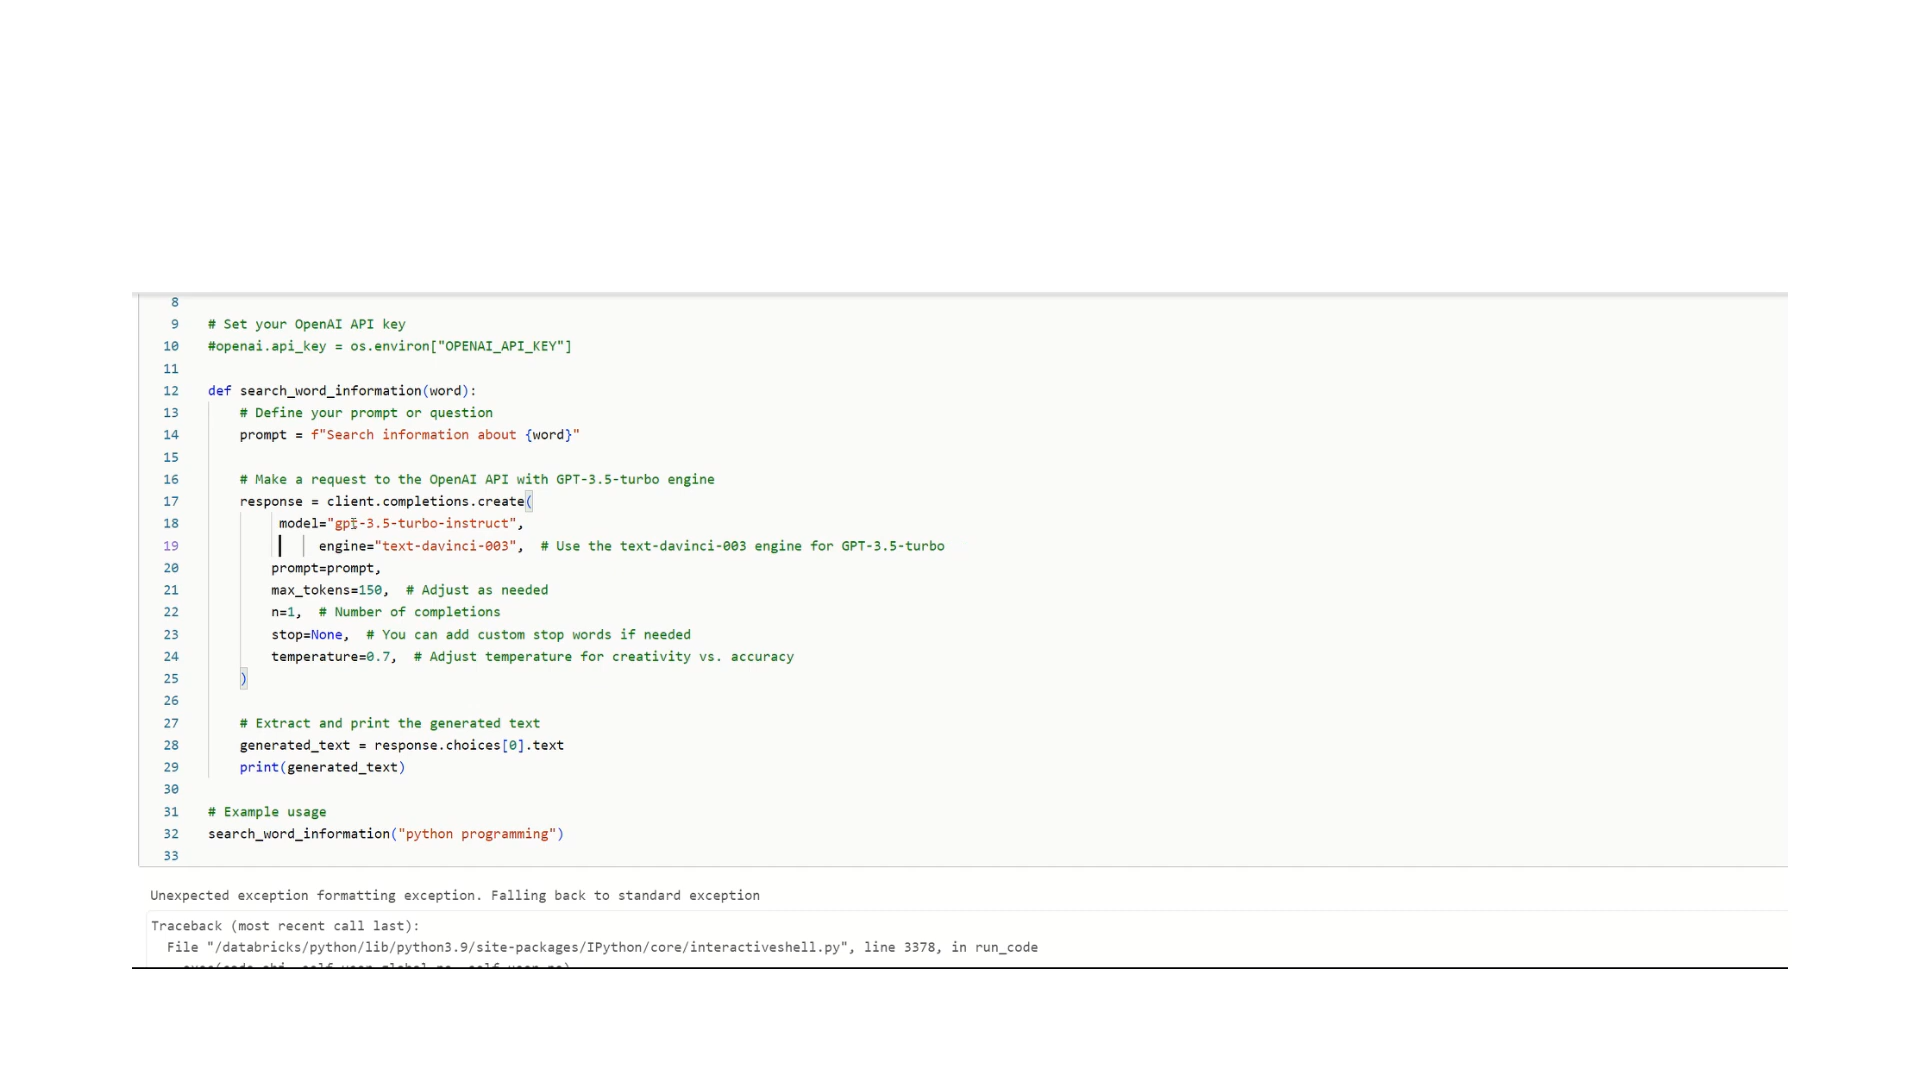 8
9 # Set your OpenAI API key
10 #openai.api_key = os.environ["OPENAI_API_KEY"]
11
12 def search_word_information(word):
13 # Define your prompt or question
14 prompt = f"Search information about {word}"
15
16 # Make a request to the OpenAI API with GPT-3.5-turbo engine
17 response = client.completions.create(
18 model="gpt-3.5-turbo-instruct",
19 engine="text-davinci-003", # Use the text-davinci-003 engine for GPT-3.5-turbo
20 prompt=prompt,
21 max_tokens=150, # Adjust as needed
22 n=1, # Number of completions
23 stop=None, # You can add custom stop words if needed
24 temperature=0.7, # Adjust temperature for creativity vs. accuracy
25 )
26
27 # Extract and print the generated text
28 generated_text = response.choices[0].text
29 print(generated_text)
30
31 # Example usage
32 search_word_information("python programming")
33
Unexpected exception formatting exception. Falling back to standard exception
Traceback (most recent call last):
File "/databricks/python/lib/python3.9/site-packages/IPython/core/interactiveshell.py", line 3378, in run_code